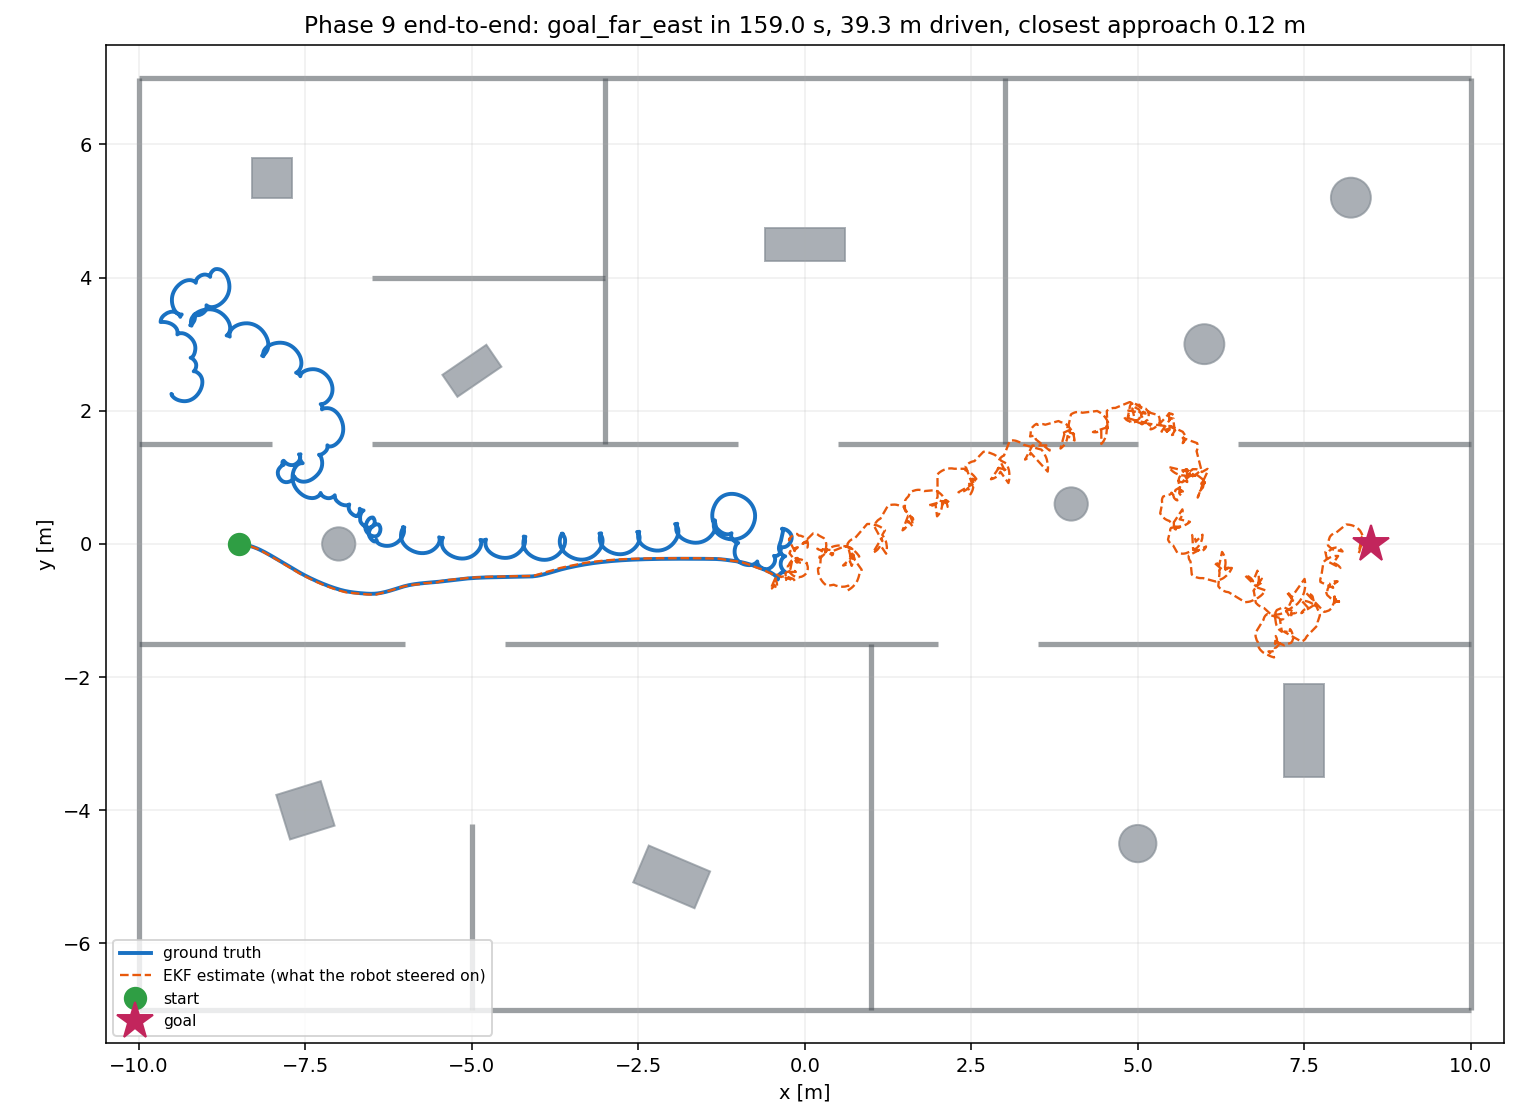 Phase 9 end-to-end: goal_far_east in 159.0 s, 39.3 m driven, closest approach 0.12 m
y [m]
6
4
2
0
−2
−4
−6
ground truth
EKF estimate (what the robot steered on)
start
goal
−10.0 −7.5 −5.0 −2.5 0.0 2.5 5.0 7.5 10.0
x [m]